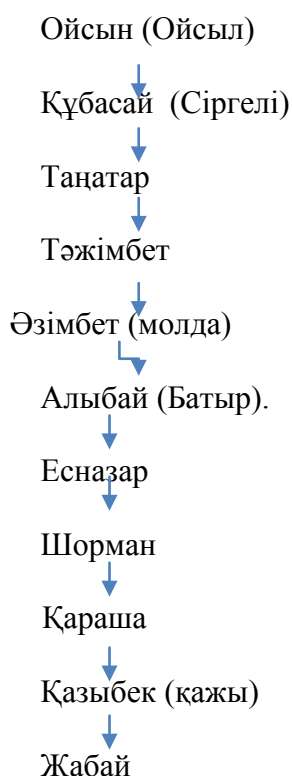 Ойсын (Ойсыл)
Құбасай (Сіргелі)
Таңатар
Тәжімбет
Әзімбет (молда)
Алыбай (Батыр).
Есназар
Шорман
Қараша
Қазыбек (қажы)
Жабай